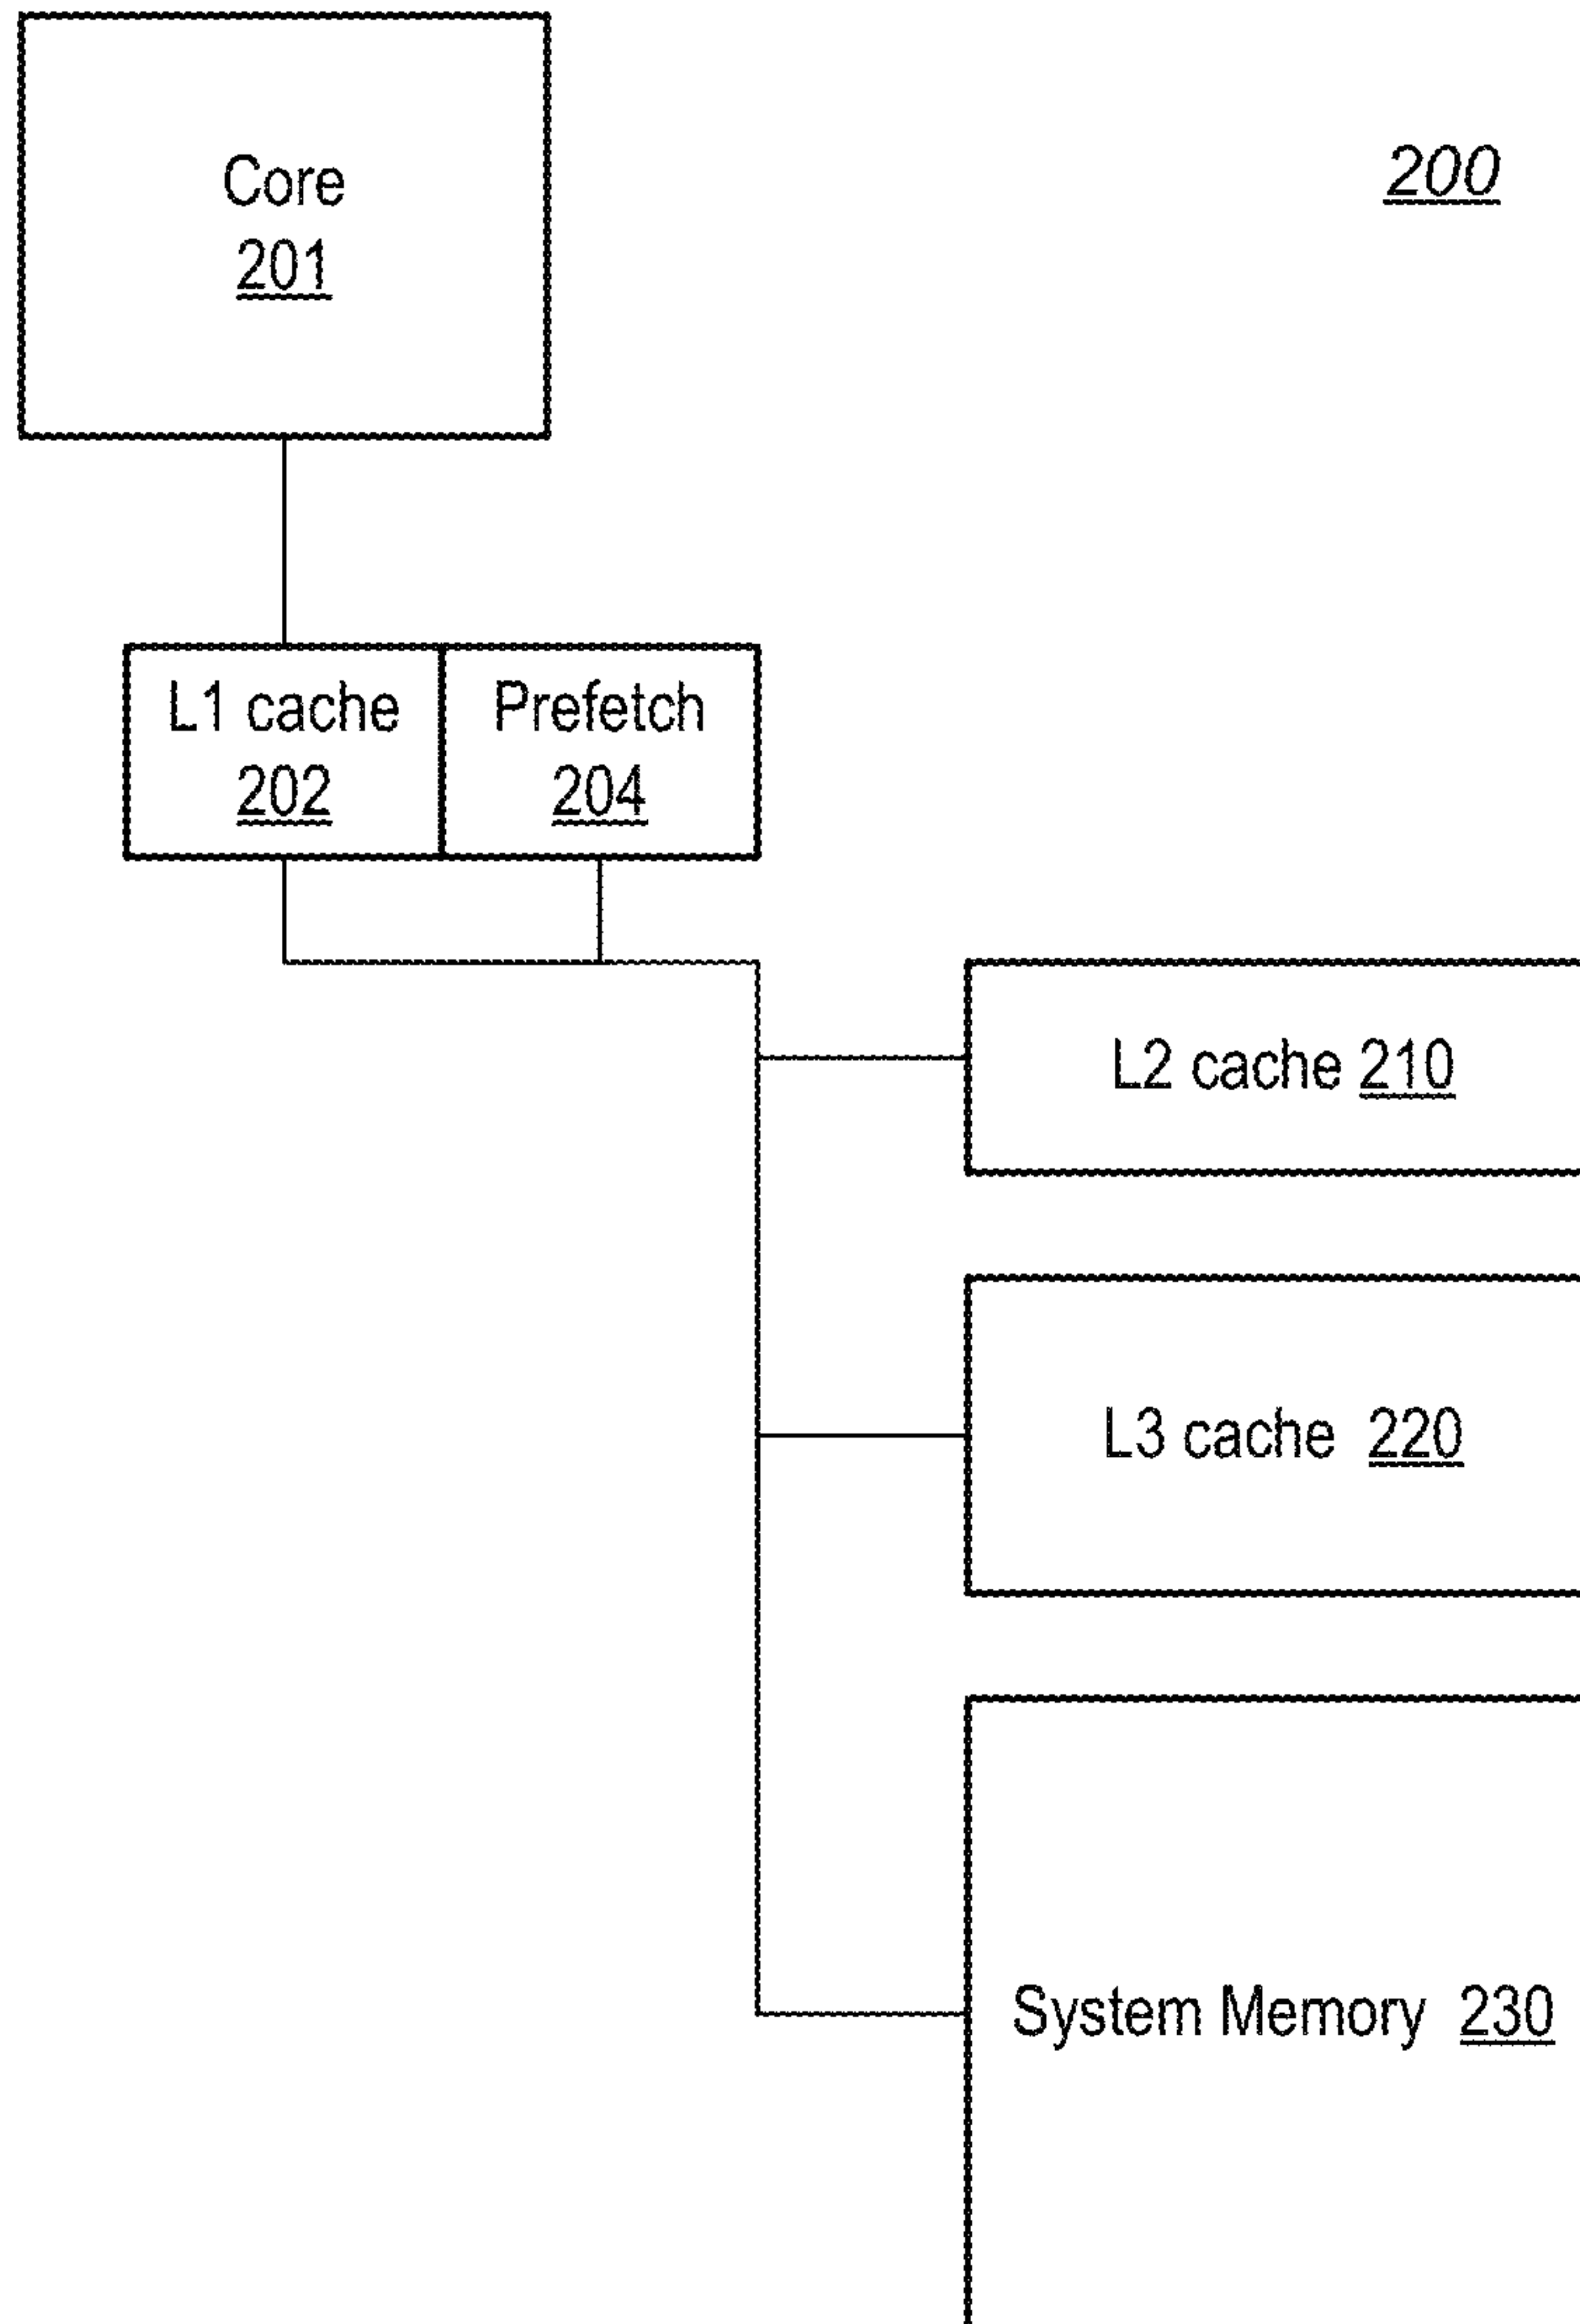 Core
201
200
L1 cache
202
Prefetch
204
L2 cache 210
L3 cache 220
System Memory 230